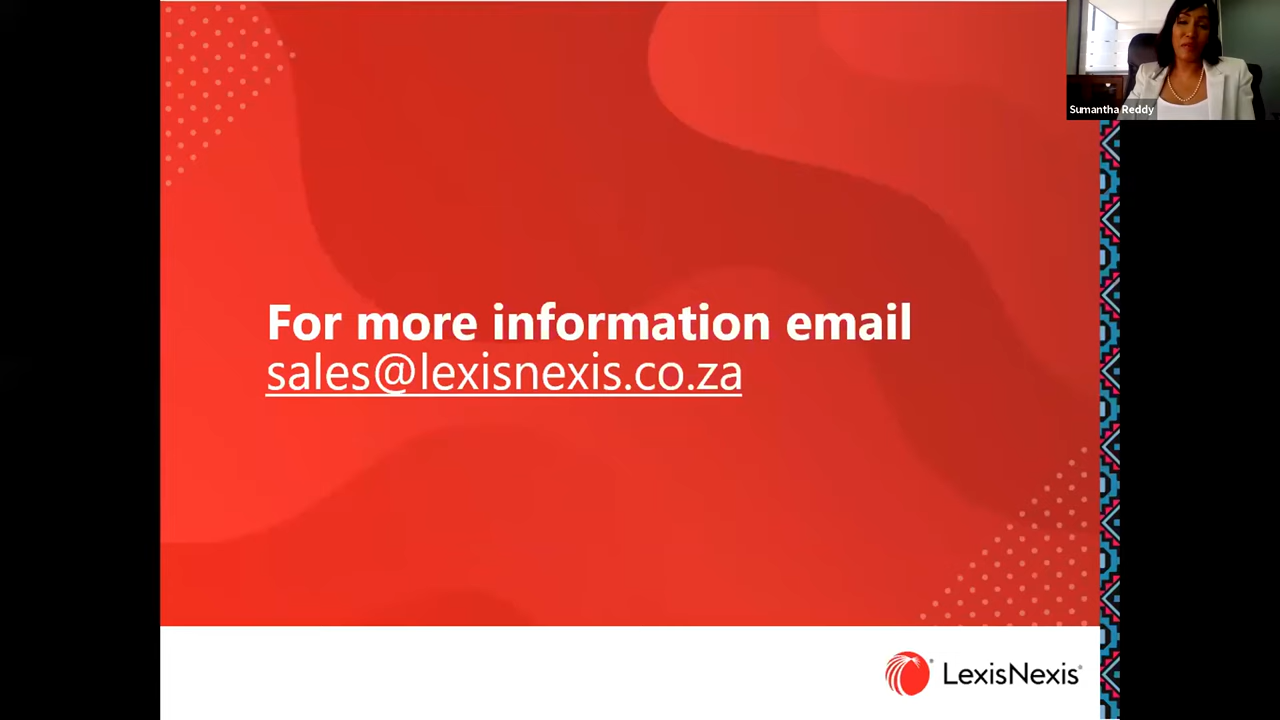 Sumantha Reddy
For more information email
sales@lexisnexis.co.za
LexisNexis®